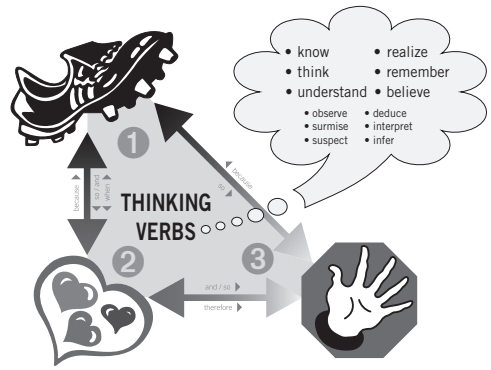 • know • realize
• think • remember
• understand • believe
• observe • deduce
• surmise • interpret
• suspect • infer
1
because
so
because
so / and
when
THINKING
VERBS
2
3
and / so
therefore